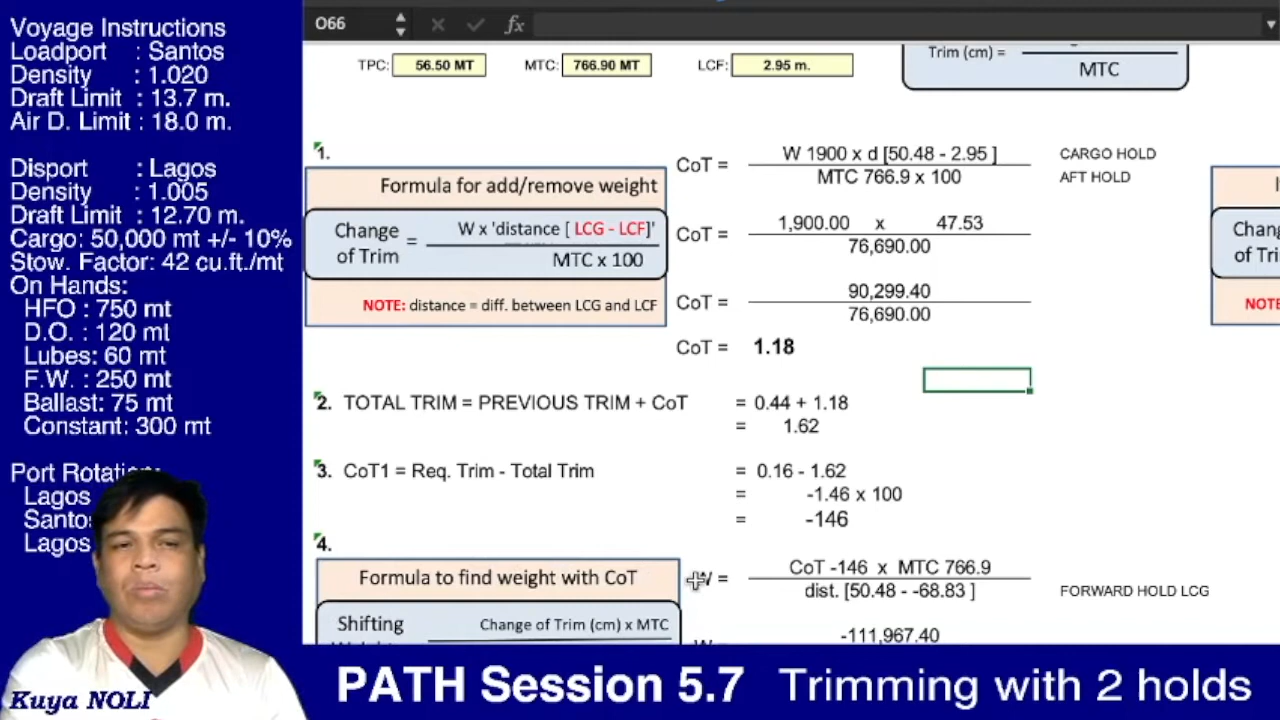 Voyage Instructions
Loadport : Santos
Density : 1.020
Draft Limit : 13.7 m.
Air D. Limit : 18.0 m.
Disport : Lagos
Density : 1.005
Draft Limit : 12.70 m.
Cargo: 50,000 mt +/- 10%
Stow. Factor: 42 cu.ft./mt
On Hands:
HFO : 750 mt
D.O. : 120 mt
Lubes: 60 mt
F.W. : 250 mt
Ballast: 75 mt
Constant: 300 mt
Port
Lagos
Lagos
Kuya NOLI
O66
fx
TPC: 56.50 MT MTC: 766.90 MT LCF: 2.95 m.
Trim (cm) =
MTC
1.
Formula for add/remove weight
Change of Trim = W x 'distance [ LCG - LCF]'
MTC x 100
NOTE: distance = diff. between LCG and LCF
CoT = W 1900 x d [50.48 - 2.95 ]
MTC 766.9 x 100
CARGO HOLD
AFT HOLD
CoT = 1,900.00 x 47.53
76,690.00
CoT = 90,299.40
76,690.00
CoT = 1.18
2. TOTAL TRIM = PREVIOUS TRIM + CoT = 0.44 + 1.18
= 1.62
3. CoT1 = Req. Trim - Total Trim = 0.16 - 1.62
= -1.46 x 100
= -146
4.
Formula to find weight with CoT
Shifting
Change of Trim (cm) x MTC
= CoT -146 x MTC 766.9
dist. [50.48 - -68.83 ]
FORWARD HOLD LCG
-111,967.40
PATH Session 5.7 Trimming with 2 holds